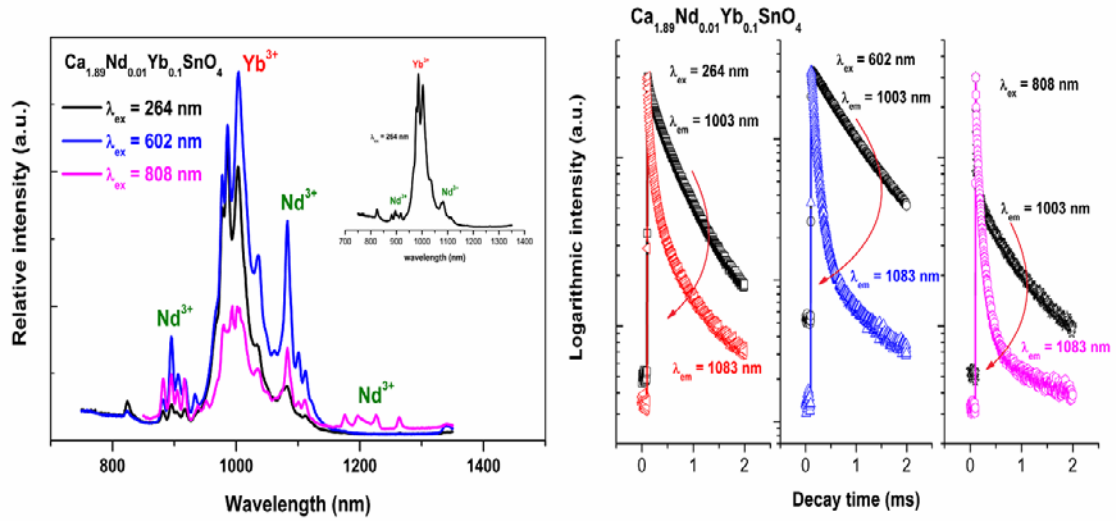 Ca1.89Nd0.01Yb0.1SnO4
λex = 264 nm
λex = 602 nm
λex = 808 nm
Yb3+
Nd3+
Nd3+
Nd3+
Relative intensity (a.u.)
800 1000 1200 1400
Wavelength (nm)
Yb3+
λex = 264 nm
Nd3+
Nd3+
700 800 900 1000 1100 1200 1300 1400
wavelength (nm)
Ca1.89Nd0.01Yb0.1SnO4
Logarithmic intensity (a.u.)
λex = 264 nm
λem = 1003 nm
λem = 1083 nm
λex = 602 nm
λem = 1003 nm
λem = 1083 nm
λex = 808 nm
λem = 1003 nm
λem = 1083 nm
0 1 2 0 1 2 0 1 2
Decay time (ms)